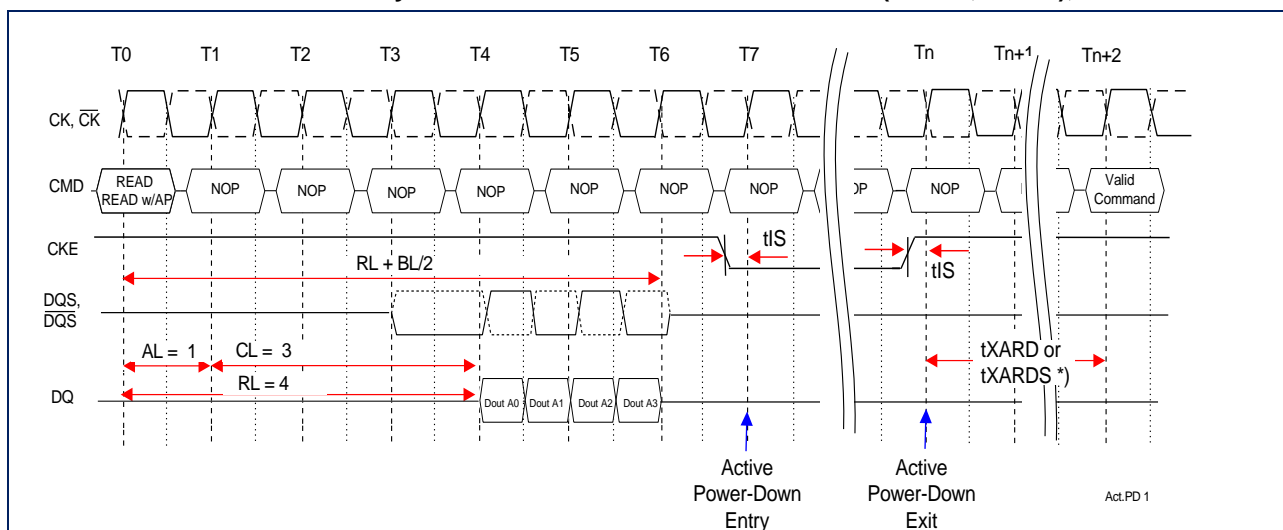 T0 T1 T2 T3 T4 T5 T6 T7 Tn Tn+1 Tn+2
CK, CK
CMD
READ
READ w/AP
NOP NOP NOP NOP NOP NOP NOP NOP
Valid
Command
CKE
tIS
tIS
RL + BL/2
DQS,
DQS
AL = 1 CL = 3
RL = 4
tXARD or
tXARDS *)
DQ
Dout A0 Dout A1 Dout A2 Dout A3
Active
Power-Down
Entry
Active
Power-Down
Exit
Act.PD 1